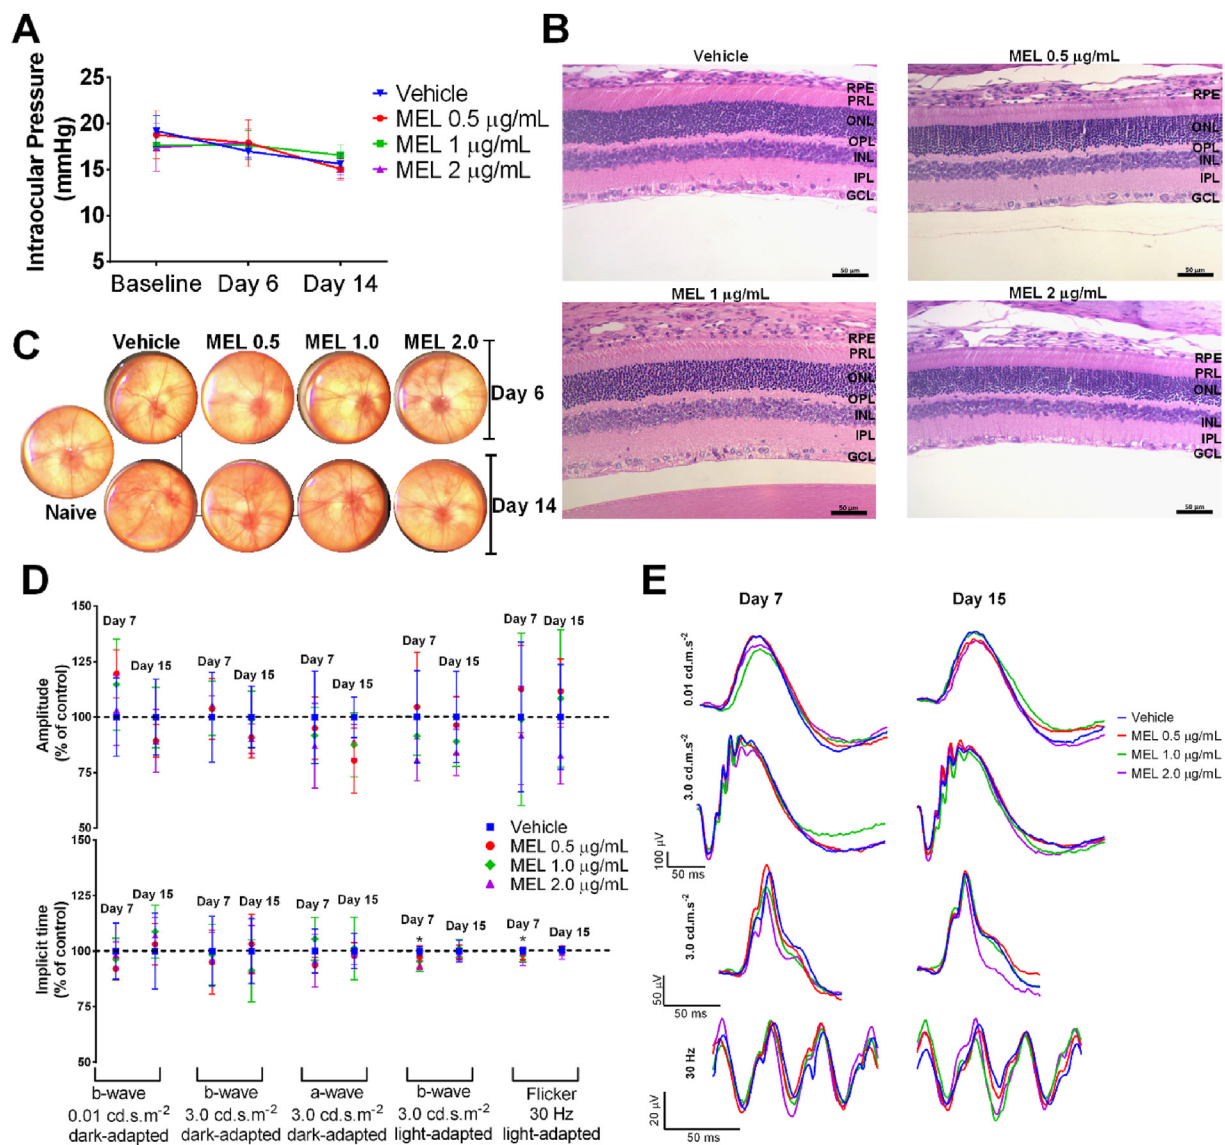 A
Intraocular Pressure
(mmHg)
25
20
15
10
5
Baseline
Day 6
Day 14
Vehicle
MEL 0.5 μg/mL
MEL 1 μg/mL
MEL 2 μg/mL
B
Vehicle
RPE
PRL
ONL
OPL
INL
IPL
GCL
50 μm
MEL 0.5 μg/mL
RPE
ONL
OPL
INL
IPL
GCL
50 μm
MEL 1 μg/mL
RPE
PRL
ONL
OPL
INL
IPL
GCL
50 μm
MEL 2 μg/mL
RPE
PRL
ONL
INL
IPL
GCL
50 μm
C
Vehicle
MEL 0.5
MEL 1.0
MEL 2.0
Day 6
Naive
Day 14
D
Amplitude
(% of control)
150
125
100
75
50
Day 7
Day 15
Day 7
Day 15
Day 7
Day 15
Day 7
Day 15
Day 7
Day 15
Vehicle
MEL 0.5 μg/mL
MEL 1.0 μg/mL
MEL 2.0 μg/mL
Implicit time
(% of control)
150
125
100
75
50
Day 7
Day 15
Day 7
Day 15
Day 7
Day 15
Day 7
*
Day 15
Day 7
*
Day 15
b-wave
0.01 cd.s.m⁻²
dark-adapted
b-wave
3.0 cd.s.m⁻²
dark-adapted
a-wave
3.0 cd.s.m⁻²
dark-adapted
b-wave
3.0 cd.s.m⁻²
light-adapted
Flicker
30 Hz
light-adapted
E
Day 7
Day 15
0.01 cd.m.s⁻²
3.0 cd.m.s⁻²
100 μV
50 ms
3.0 cd.m.s⁻²
50 μV
50 ms
30 Hz
20 μV
50 ms
Vehicle
MEL 0.5 μg/mL
MEL 1.0 μg/mL
MEL 2.0 μg/mL